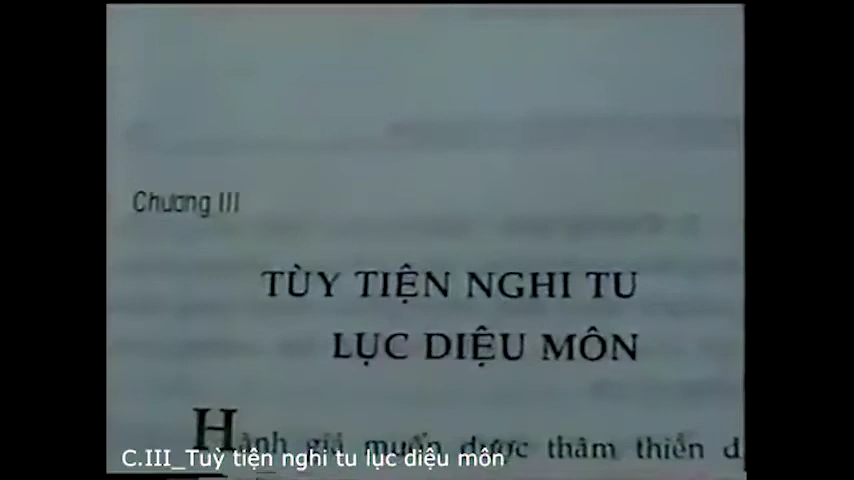 Chương III
TÙY TIỆN NGHI TU
LỤC DIỆU MÔN
Hành giả muốn được thâm thiền
C.III_Tuỳ tiện nghi tu lục diệu môn